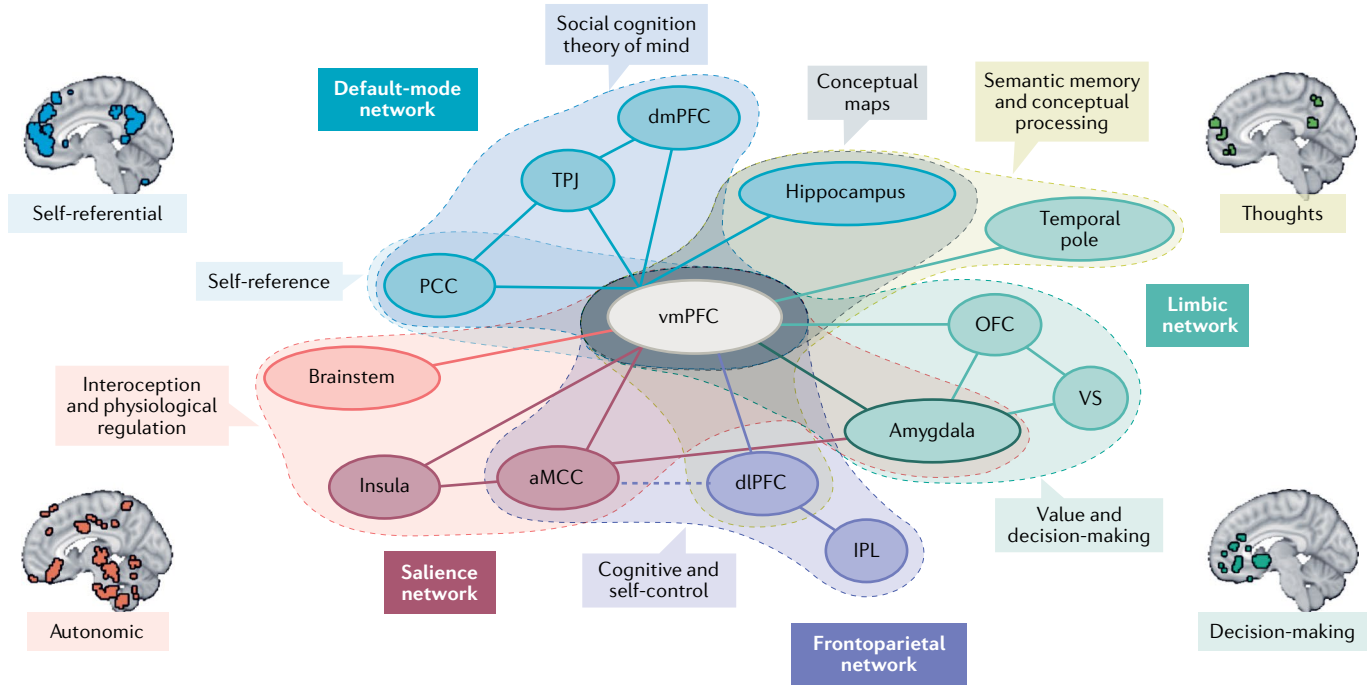 Social cognition
theory of mind
Default-mode
network
Conceptual
maps
Semantic memory
and conceptual
processing
dmPFC
TPJ
Hippocampus
Self-referential
Temporal
pole
Thoughts
Self-reference
PCC
vmPFC
OFC
Limbic
network
Brainstem
Interoception
and physiological
regulation
VS
Amygdala
Insula
aMCC
dlPFC
Value and
decision-making
IPL
Salience
network
Cognitive and
self-control
Autonomic
Decision-making
Frontoparietal
network